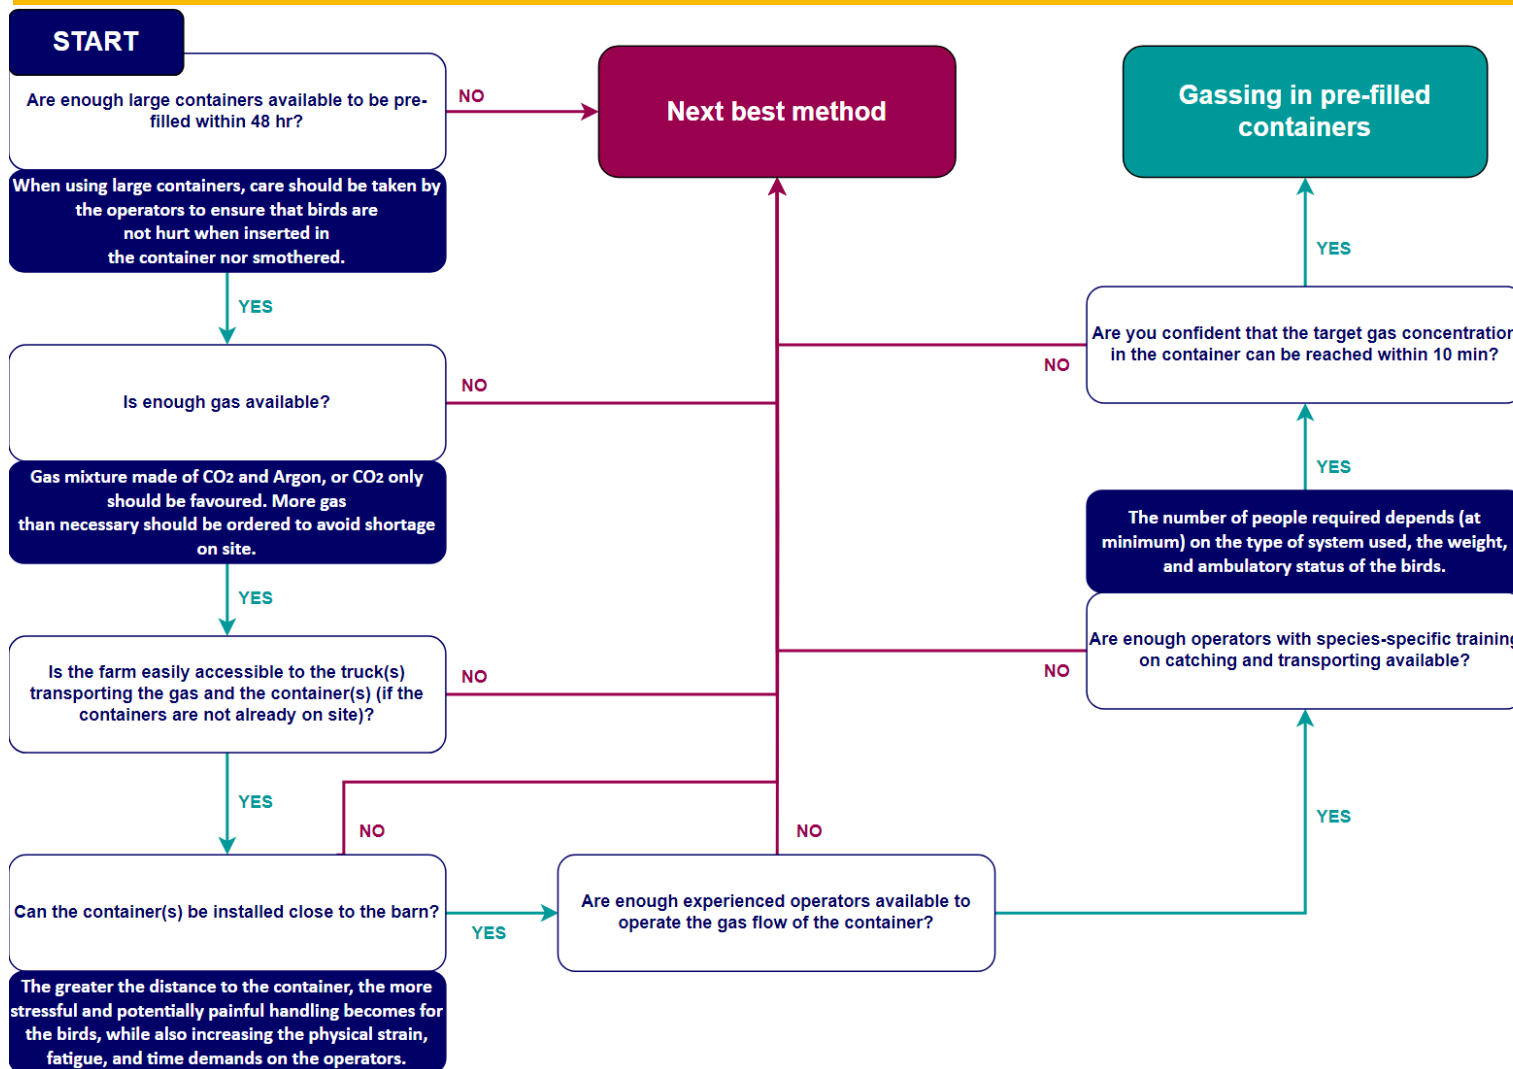 START
Are enough large containers available to be pre-
filled within 48 hr?
NO
Next best method
Gassing in pre-filled
containers
When using large containers, care should be taken by
the operators to ensure that birds are
not hurt when inserted in
the container nor smothered.
YES
Is enough gas available?
NO
Gas mixture made of CO2 and Argon, or CO2 only
should be favoured. More gas
than necessary should be ordered to avoid shortage
on site.
YES
Is the farm easily accessible to the truck(s)
transporting the gas and the container(s) (if the
containers are not already on site)?
NO
YES
NO
Can the container(s) be installed close to the barn?
The greater the distance to the container, the more
stressful and potentially painful handling becomes for
the birds, while also increasing the physical strain,
fatigue, and time demands on the operators.
YES
Are enough experienced operators available to
operate the gas flow of the container?
NO
YES
Are enough operators with species-specific training
on catching and transporting available?
NO
The number of people required depends (at
minimum) on the type of system used, the weight,
and ambulatory status of the birds.
YES
Are you confident that the target gas concentration
in the container can be reached within 10 min?
NO
YES